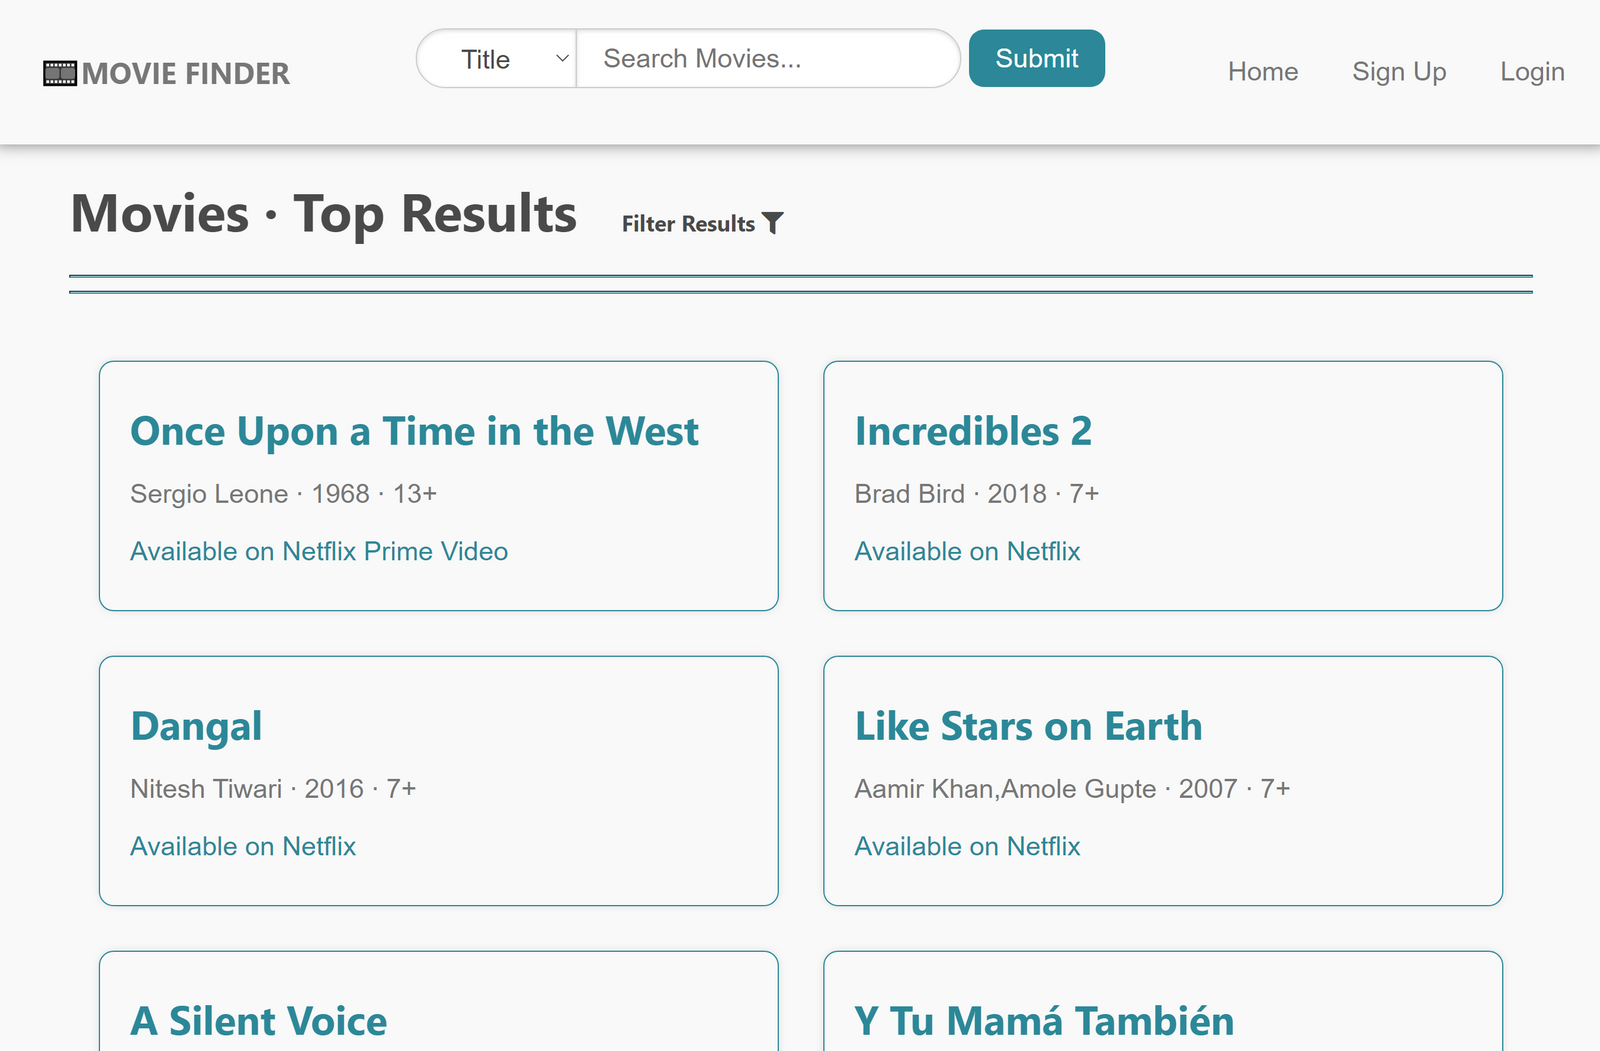 MOVIE FINDER
Title
Search Movies...
Submit
Home
Sign Up
Login
Movies · Top Results
Filter Results
Once Upon a Time in the West
Sergio Leone · 1968 · 13+
Available on Netflix Prime Video
Incredibles 2
Brad Bird · 2018 · 7+
Available on Netflix
Dangal
Nitesh Tiwari · 2016 · 7+
Available on Netflix
Like Stars on Earth
Aamir Khan,Amole Gupte · 2007 · 7+
Available on Netflix
A Silent Voice
Y Tu Mamá También